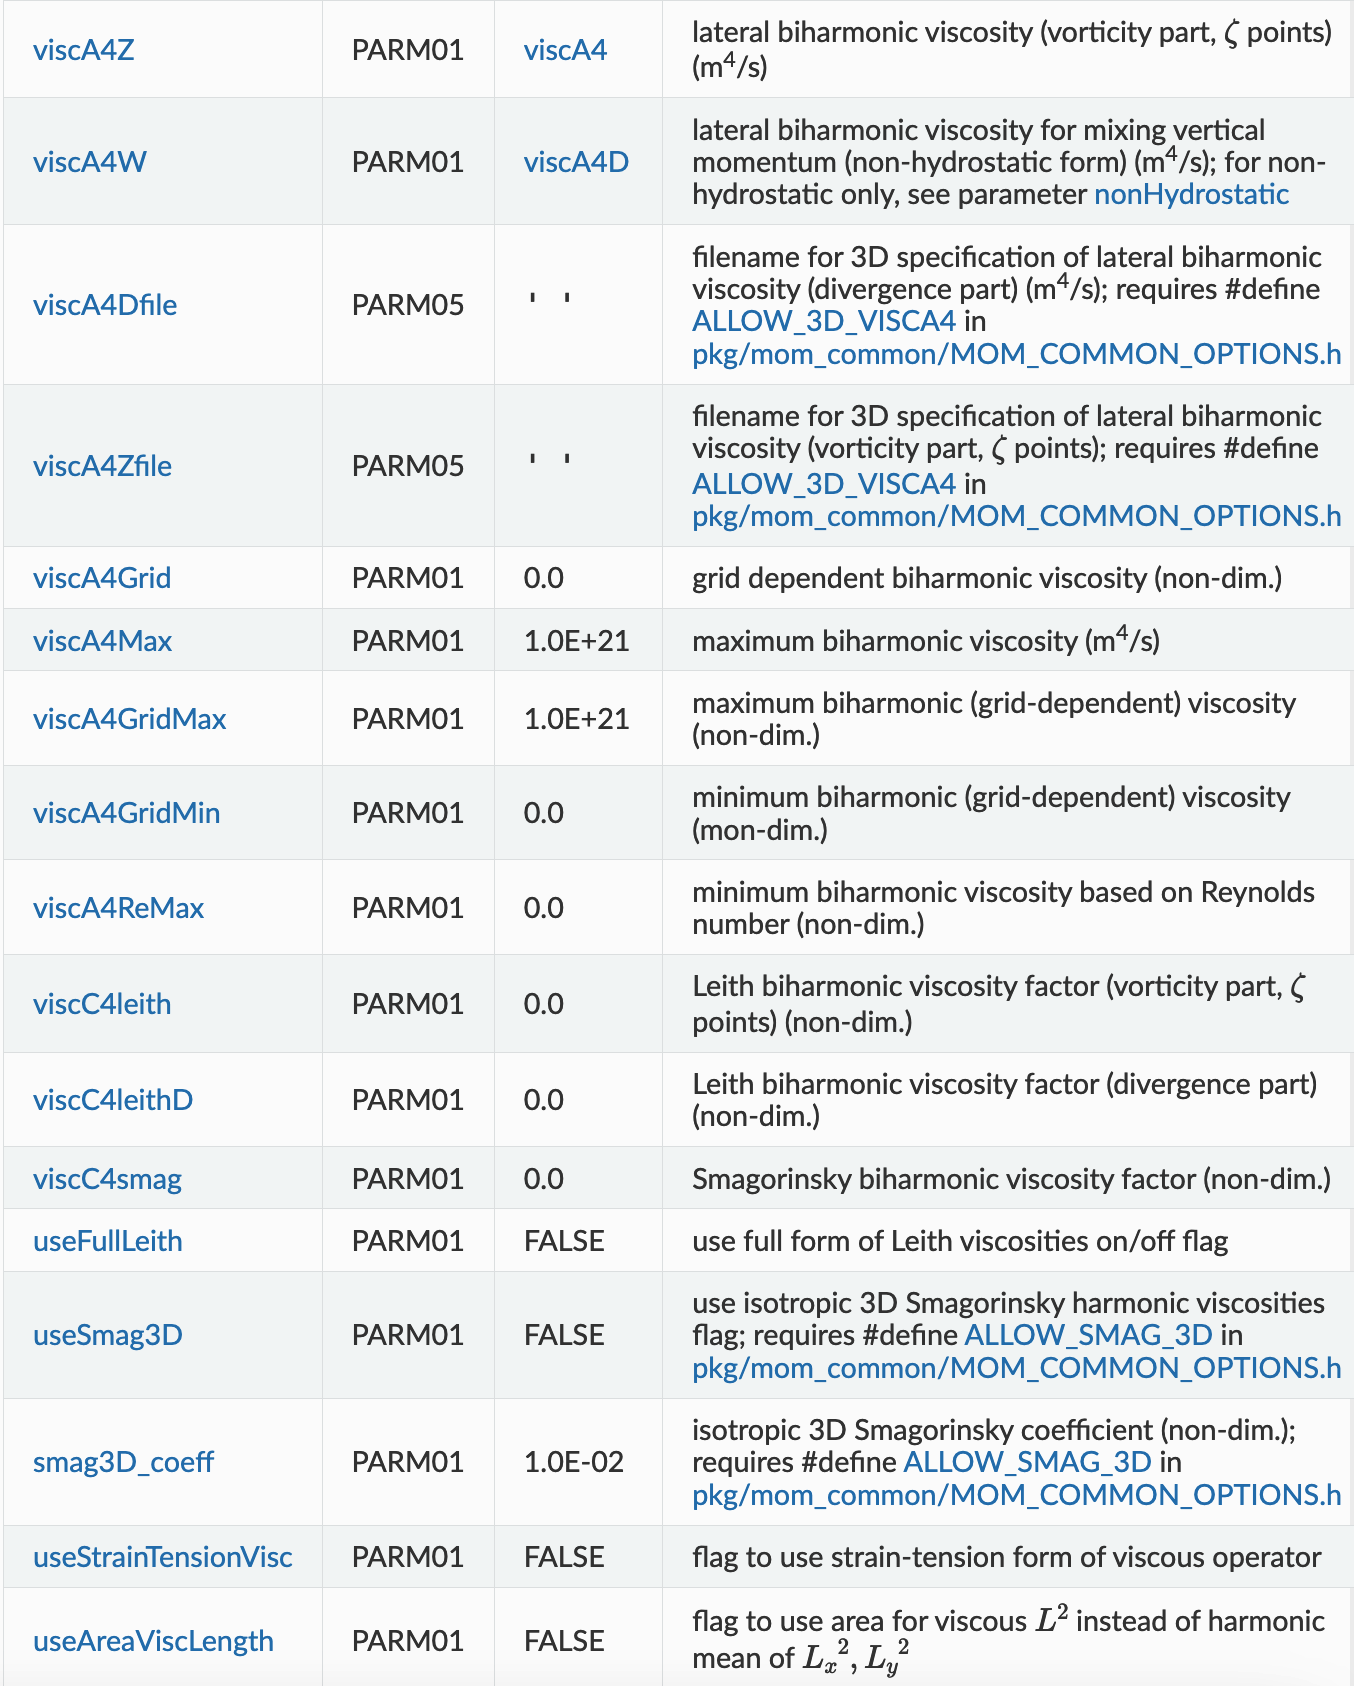 viscA4Z PARM01 viscA4 lateral biharmonic viscosity (vorticity part, ζ points)
(m⁴/s)
viscA4W PARM01 viscA4D lateral biharmonic viscosity for mixing vertical
momentum (non-hydrostatic form) (m⁴/s); for non-
hydrostatic only, see parameter nonHydrostatic
viscA4Dfile PARM05 ' ' filename for 3D specification of lateral biharmonic
viscosity (divergence part) (m⁴/s); requires #define
ALLOW_3D_VISCA4 in
pkg/mom_common/MOM_COMMON_OPTIONS.h
viscA4Zfile PARM05 ' ' filename for 3D specification of lateral biharmonic
viscosity (vorticity part, ζ points); requires #define
ALLOW_3D_VISCA4 in
pkg/mom_common/MOM_COMMON_OPTIONS.h
viscA4Grid PARM01 0.0 grid dependent biharmonic viscosity (non-dim.)
viscA4Max PARM01 1.0E+21 maximum biharmonic viscosity (m⁴/s)
viscA4GridMax PARM01 1.0E+21 maximum biharmonic (grid-dependent) viscosity
(non-dim.)
viscA4GridMin PARM01 0.0 minimum biharmonic (grid-dependent) viscosity
(mon-dim.)
viscA4ReMax PARM01 0.0 minimum biharmonic viscosity based on Reynolds
number (non-dim.)
viscC4leith PARM01 0.0 Leith biharmonic viscosity factor (vorticity part, ζ
points) (non-dim.)
viscC4leithD PARM01 0.0 Leith biharmonic viscosity factor (divergence part)
(non-dim.)
viscC4smag PARM01 0.0 Smagorinsky biharmonic viscosity factor (non-dim.)
useFullLeith PARM01 FALSE use full form of Leith viscosities on/off flag
useSmag3D PARM01 FALSE use isotropic 3D Smagorinsky harmonic viscosities
flag; requires #define ALLOW_SMAG_3D in
pkg/mom_common/MOM_COMMON_OPTIONS.h
smag3D_coeff PARM01 1.0E-02 isotropic 3D Smagorinsky coefficient (non-dim.);
requires #define ALLOW_SMAG_3D in
pkg/mom_common/MOM_COMMON_OPTIONS.h
useStrainTensionVisc PARM01 FALSE flag to use strain-tension form of viscous operator
useAreaViscLength PARM01 FALSE flag to use area for viscous L² instead of harmonic
mean of Lₓ², L_y²